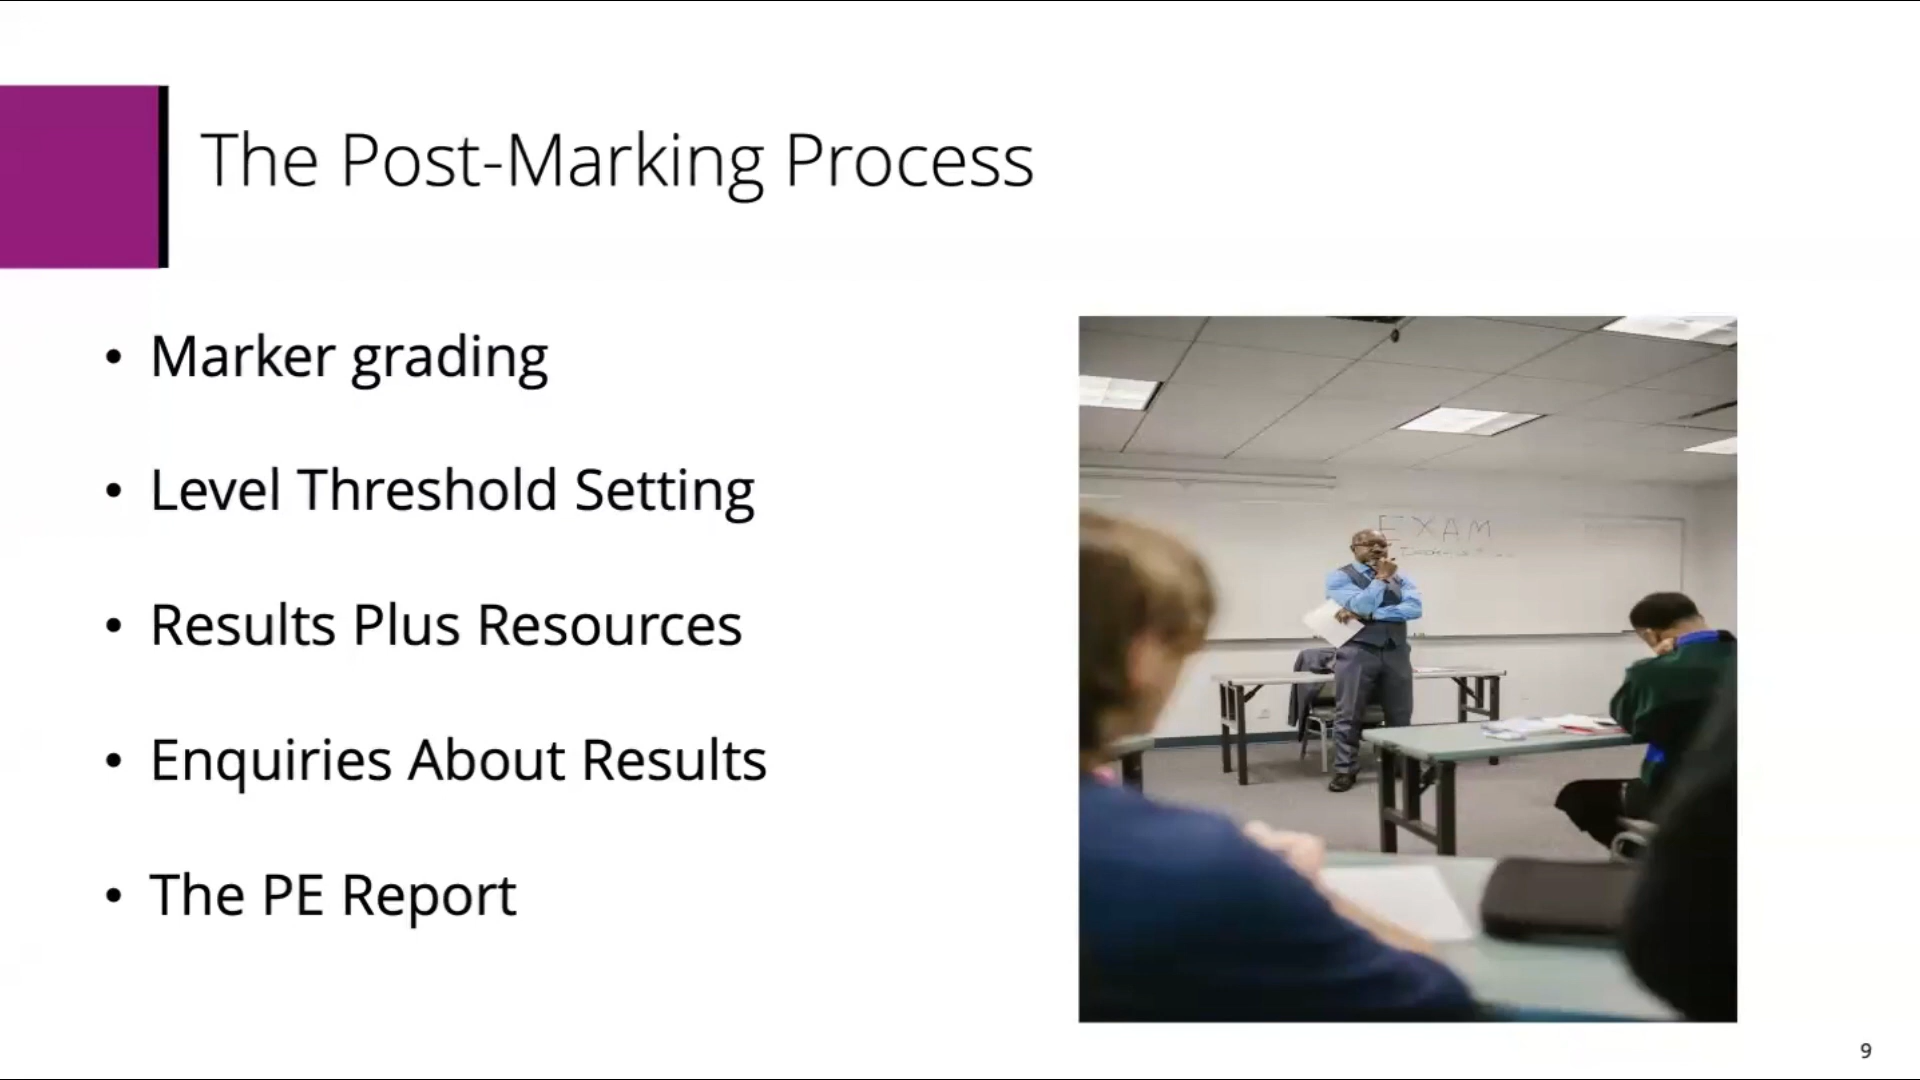 The Post-Marking Process
• Marker grading
• Level Threshold Setting
• Results Plus Resources
• Enquiries About Results
• The PE Report
EXAM
9